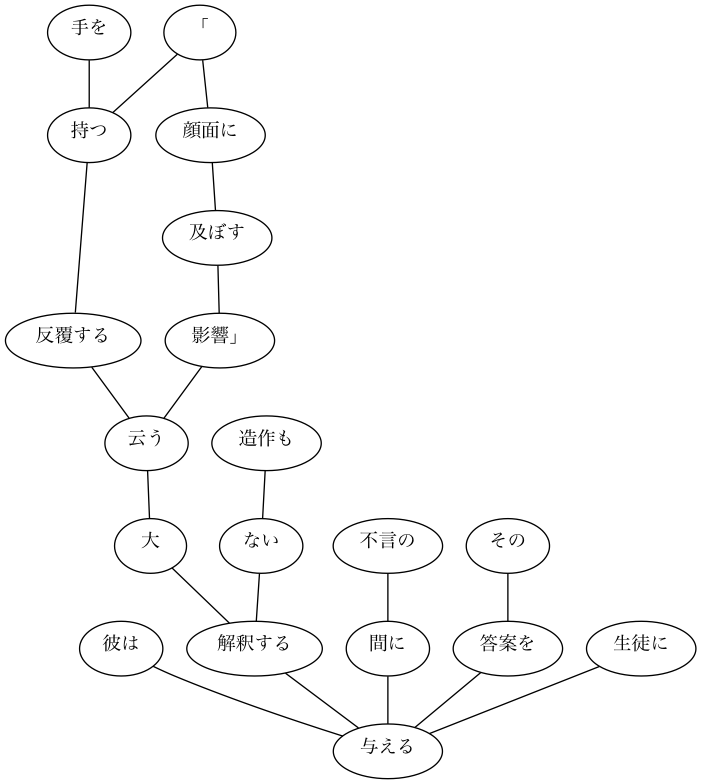 手を
「
持つ
顔面に
及ぼす
反覆する
影響」
云う
造作も
大
ない
不言の
その
彼は
解釈する
間に
答案を
生徒に
与える